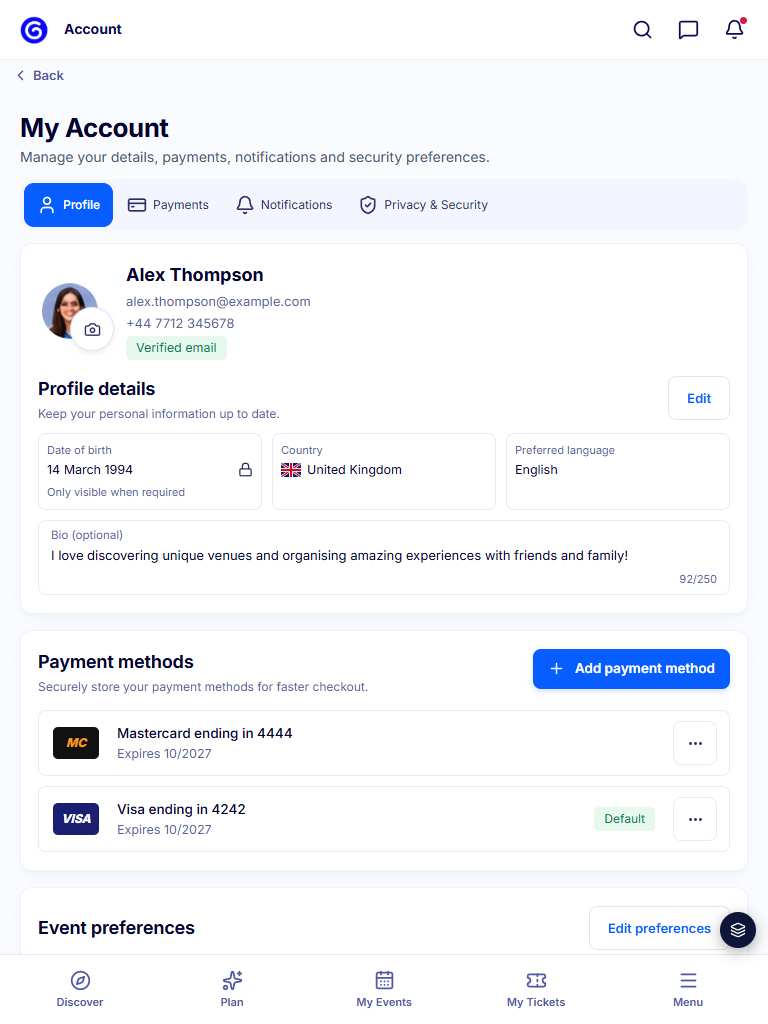 Account
Back
My Account
Manage your details, payments, notifications and security preferences.
Profile
Payments
Notifications
Privacy & Security
Alex Thompson
alex.thompson@example.com
+44 7712 345678
Verified email
Profile details
Keep your personal information up to date.
Edit
Date of birth
14 March 1994
Only visible when required
Country
United Kingdom
Preferred language
English
Bio (optional)
I love discovering unique venues and organising amazing experiences with friends and family!
92/250
Payment methods
Securely store your payment methods for faster checkout.
Add payment method
MC
Mastercard ending in 4444
Expires 10/2027
VISA
Visa ending in 4242
Expires 10/2027
Default
Event preferences
Edit preferences
Discover
Plan
My Events
My Tickets
Menu